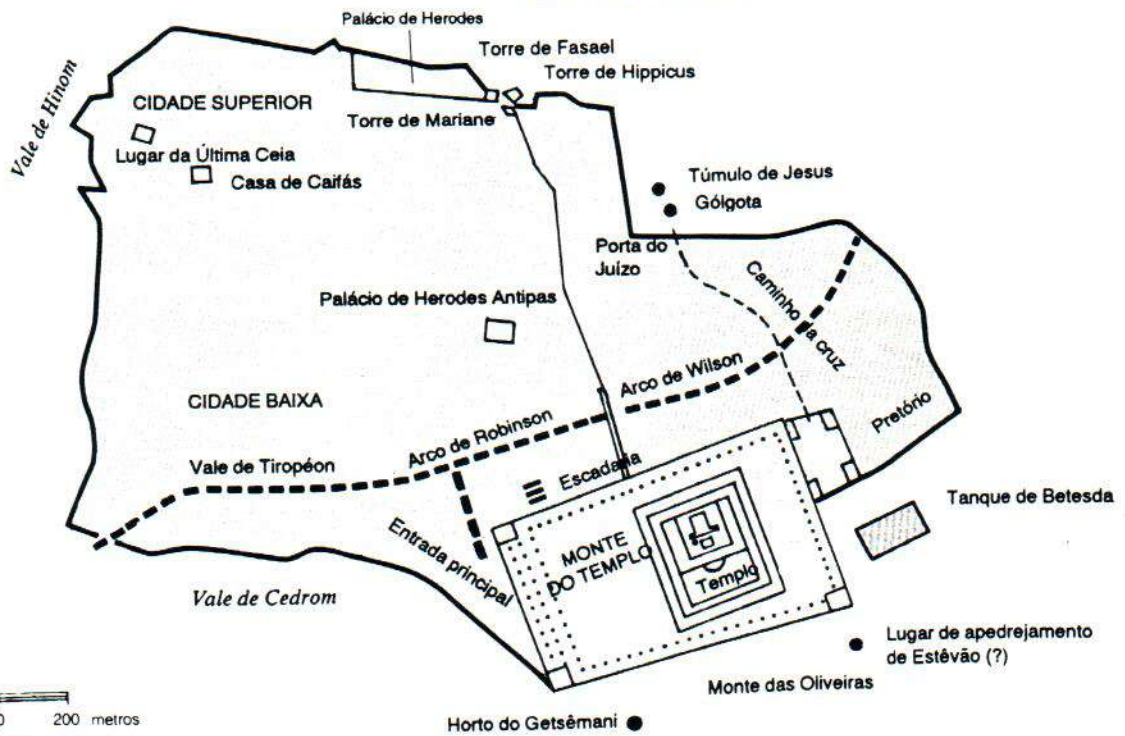 Palácio de Herodes
Torre de Fasael
Torre de Hippicus
Vale de Hinom
CIDADE SUPERIOR
Torre de Mariane
Lugar da Última Ceia
Casa de Caifás
Túmulo de Jesus
Gólgota
Porta do
Juízo
Caminho da cruz
Palácio de Herodes Antipas
Arco de Wilson
CIDADE BAIXA
Pretório
Arco de Robinson
Vale de Tiropéon
Escadaria
Tanque de Betesda
Entrada principal
MONTE
DO TEMPLO
Templo
Vale de Cedrom
Lugar de apedrejamento
de Estêvão (?)
Monte das Oliveiras
0 200 metros
Horto do Getsêmani